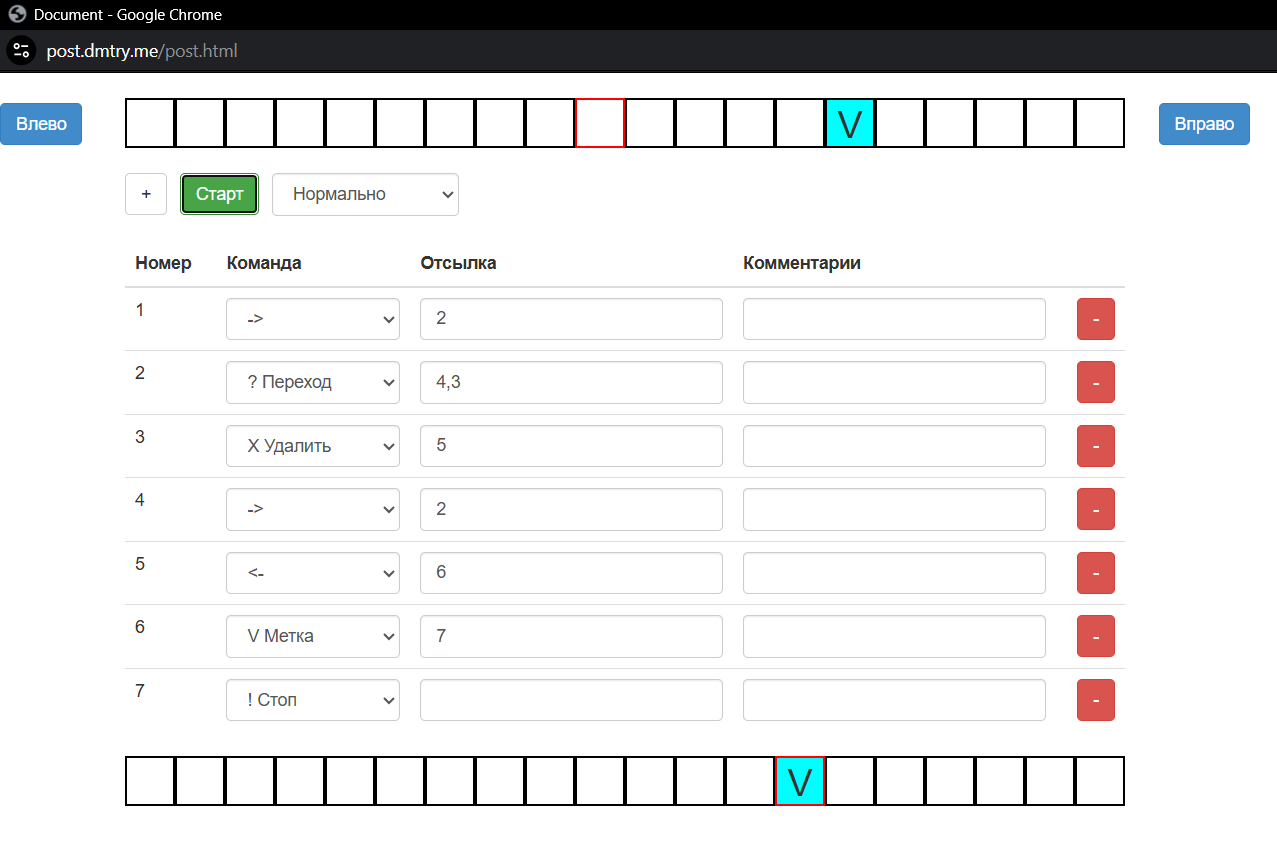 Document - Google Chrome
post.dmtry.me/post.html
Влево V Вправо
+ Старт Нормально
Номер Команда Отсылка Комментарии
1 -> 2 -
2 ? Переход 4,3 -
3 X Удалить 5 -
4 -> 2 -
5 <- 6 -
6 V Метка 7 -
7 ! Стоп -
V